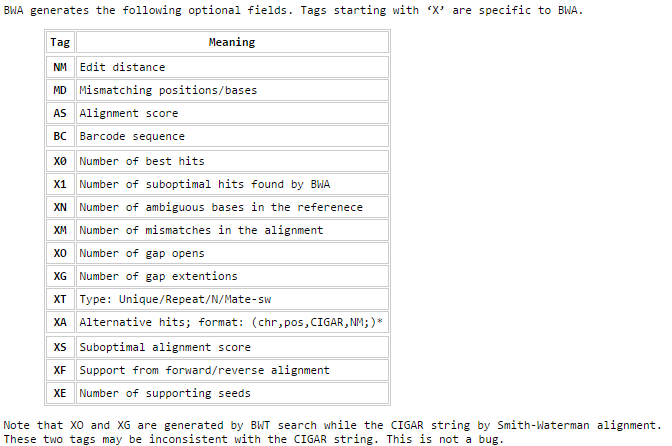 BWA generates the following optional fields. Tags starting with ‘X’ are specific to BWA.
Tag Meaning
NM Edit distance
MD Mismatching positions/bases
AS Alignment score
BC Barcode sequence
X0 Number of best hits
X1 Number of suboptimal hits found by BWA
XN Number of ambiguous bases in the referenece
XM Number of mismatches in the alignment
XO Number of gap opens
XG Number of gap extentions
XT Type: Unique/Repeat/N/Mate-sw
XA Alternative hits; format: (chr,pos,CIGAR,NM;)*
XS Suboptimal alignment score
XF Support from forward/reverse alignment
XE Number of supporting seeds
Note that XO and XG are generated by BWT search while the CIGAR string by Smith-Waterman alignment.
These two tags may be inconsistent with the CIGAR string. This is not a bug.